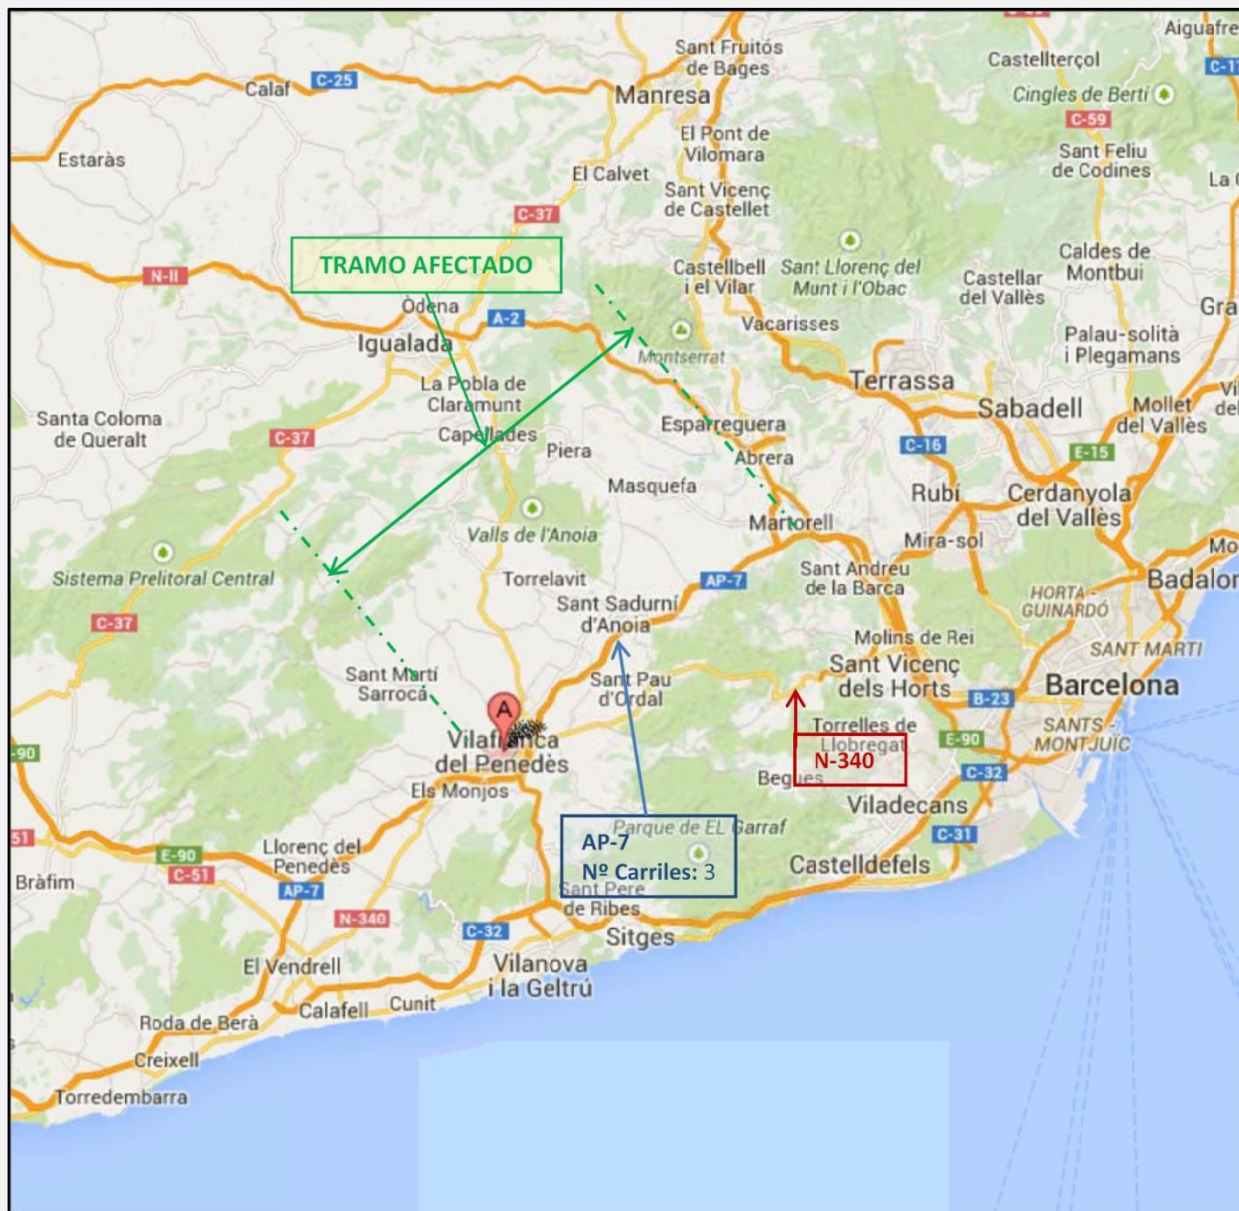 Aiguafre
Sant Fruitós
de Bages
Castellterçol
C-25
Calaf
Manresa
Cingles de Bertí
C-59
El Pont de
Vilomara
Estaràs
Sant Feliu
de Codines
El Calvet
Sant Vicenç
de Castellet
C-37
TRAMO AFECTADO
N-II
Castellbell
i el Vilar
Sant Llorenç del
Munt i l'Obac
Caldes de
Montbui
Castellar
del Vallès
Òdena
A-2
Igualada
Vacarisses
Montserrat
Palau-solità
i Plegamans
La Pobla de
Claramunt
Terrassa
Santa Coloma
de Queralt
Sabadell
Mollet
del Vallès
C-37
Capellades
Esparreguera
C-16
E-15
Piera
Abrera
Masquefa
Rubí
Cerdanyola
del Vallès
Martorell
Valls de l'Anoia
Mira-sol
Sistema Prelitoral Central
Torrelavit
AP-7
Sant Andreu
de la Barca
Badalon
HORTA-
GUINARDÓ
Sant Sadurní
d'Anoia
C-37
Molins de Rei
SANT MARTI
Sant Martí
Sarroca
Sant Pau
d'Ordal
Sant Vicenç
dels Horts
B-23
Barcelona
A
Torrelles de
Llobregat
E-90
SANTS -
MONTJUÏC
Vilafranca
del Penedès
N-340
C-32
Begues
Els Monjos
Viladecans
Parque de EL Garraf
C-31
AP-7
Nº Carriles: 3
Llorenç del
Penedès
E-90
C-51
Castelldefels
Bràfim
AP-7
Sant Pere
de Ribes
N-340
C-32
Sitges
El Vendrell
Vilanova
i la Geltrú
Cunit
Calafell
Roda de Berà
Creixell
Torredembarra